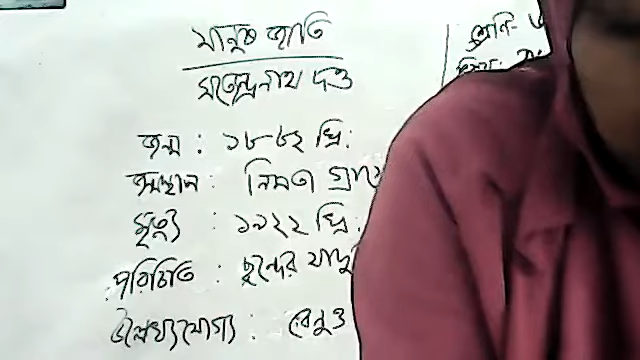 মানুষ জাতি
সত্যেন্দ্রনাথ দত্ত
শ্রেণি-
জন্ম : ১৮৮২ খ্রি:
জন্মস্থান : নিমতা গ্রামে
মৃত্যু : ১৯২২ খ্রি:
পরিচিতি : ছন্দের যাদু
উল্লেখযোগ্য : বেনু ও